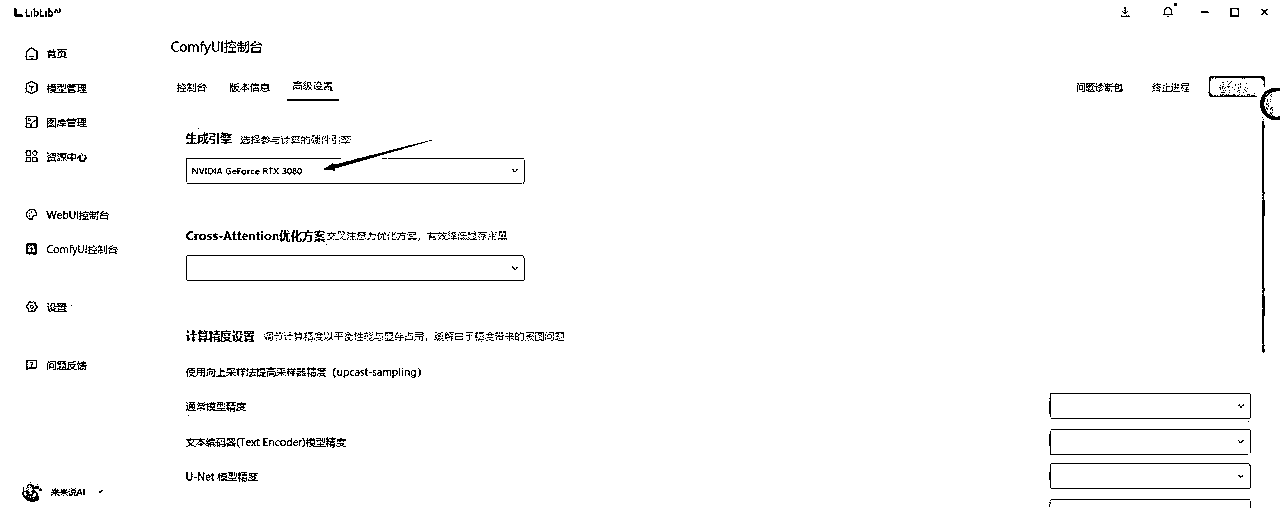 LibLib AI
ComfyUI控制台
首页
控制台 版本信息 高级设置
问题诊断包 终止进程
模型管理
图库管理
生成引擎 选择参与计算的硬件引擎
资源中心
NVIDIA GeForce RTX 3080
WebUI控制台
Cross-Attention优化方案 交叉注意力优化方案，有效降低显存用量
ComfyUI控制台
设置
计算精度设置 调节计算精度以平衡性能与显存占用，缓解由于精度带来的黑图问题
问题反馈
使用向上采样法提高采样器精度（upcast-sampling）
通常模型精度
文本编码器(Text Encoder)模型精度
U-Net 模型精度
来来说AI